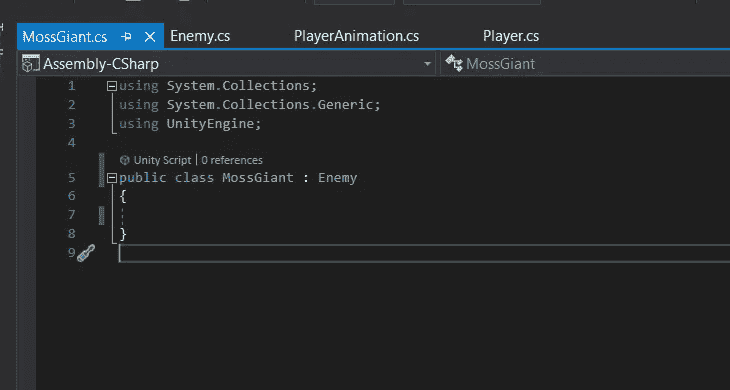 MossGiant.cs Enemy.cs PlayerAnimation.cs Player.cs
Assembly-CSharp MossGiant
1 using System.Collections;
2 using System.Collections.Generic;
3 using UnityEngine;
4
Unity Script | 0 references
5 public class MossGiant : Enemy
6 {
7
8 }
9